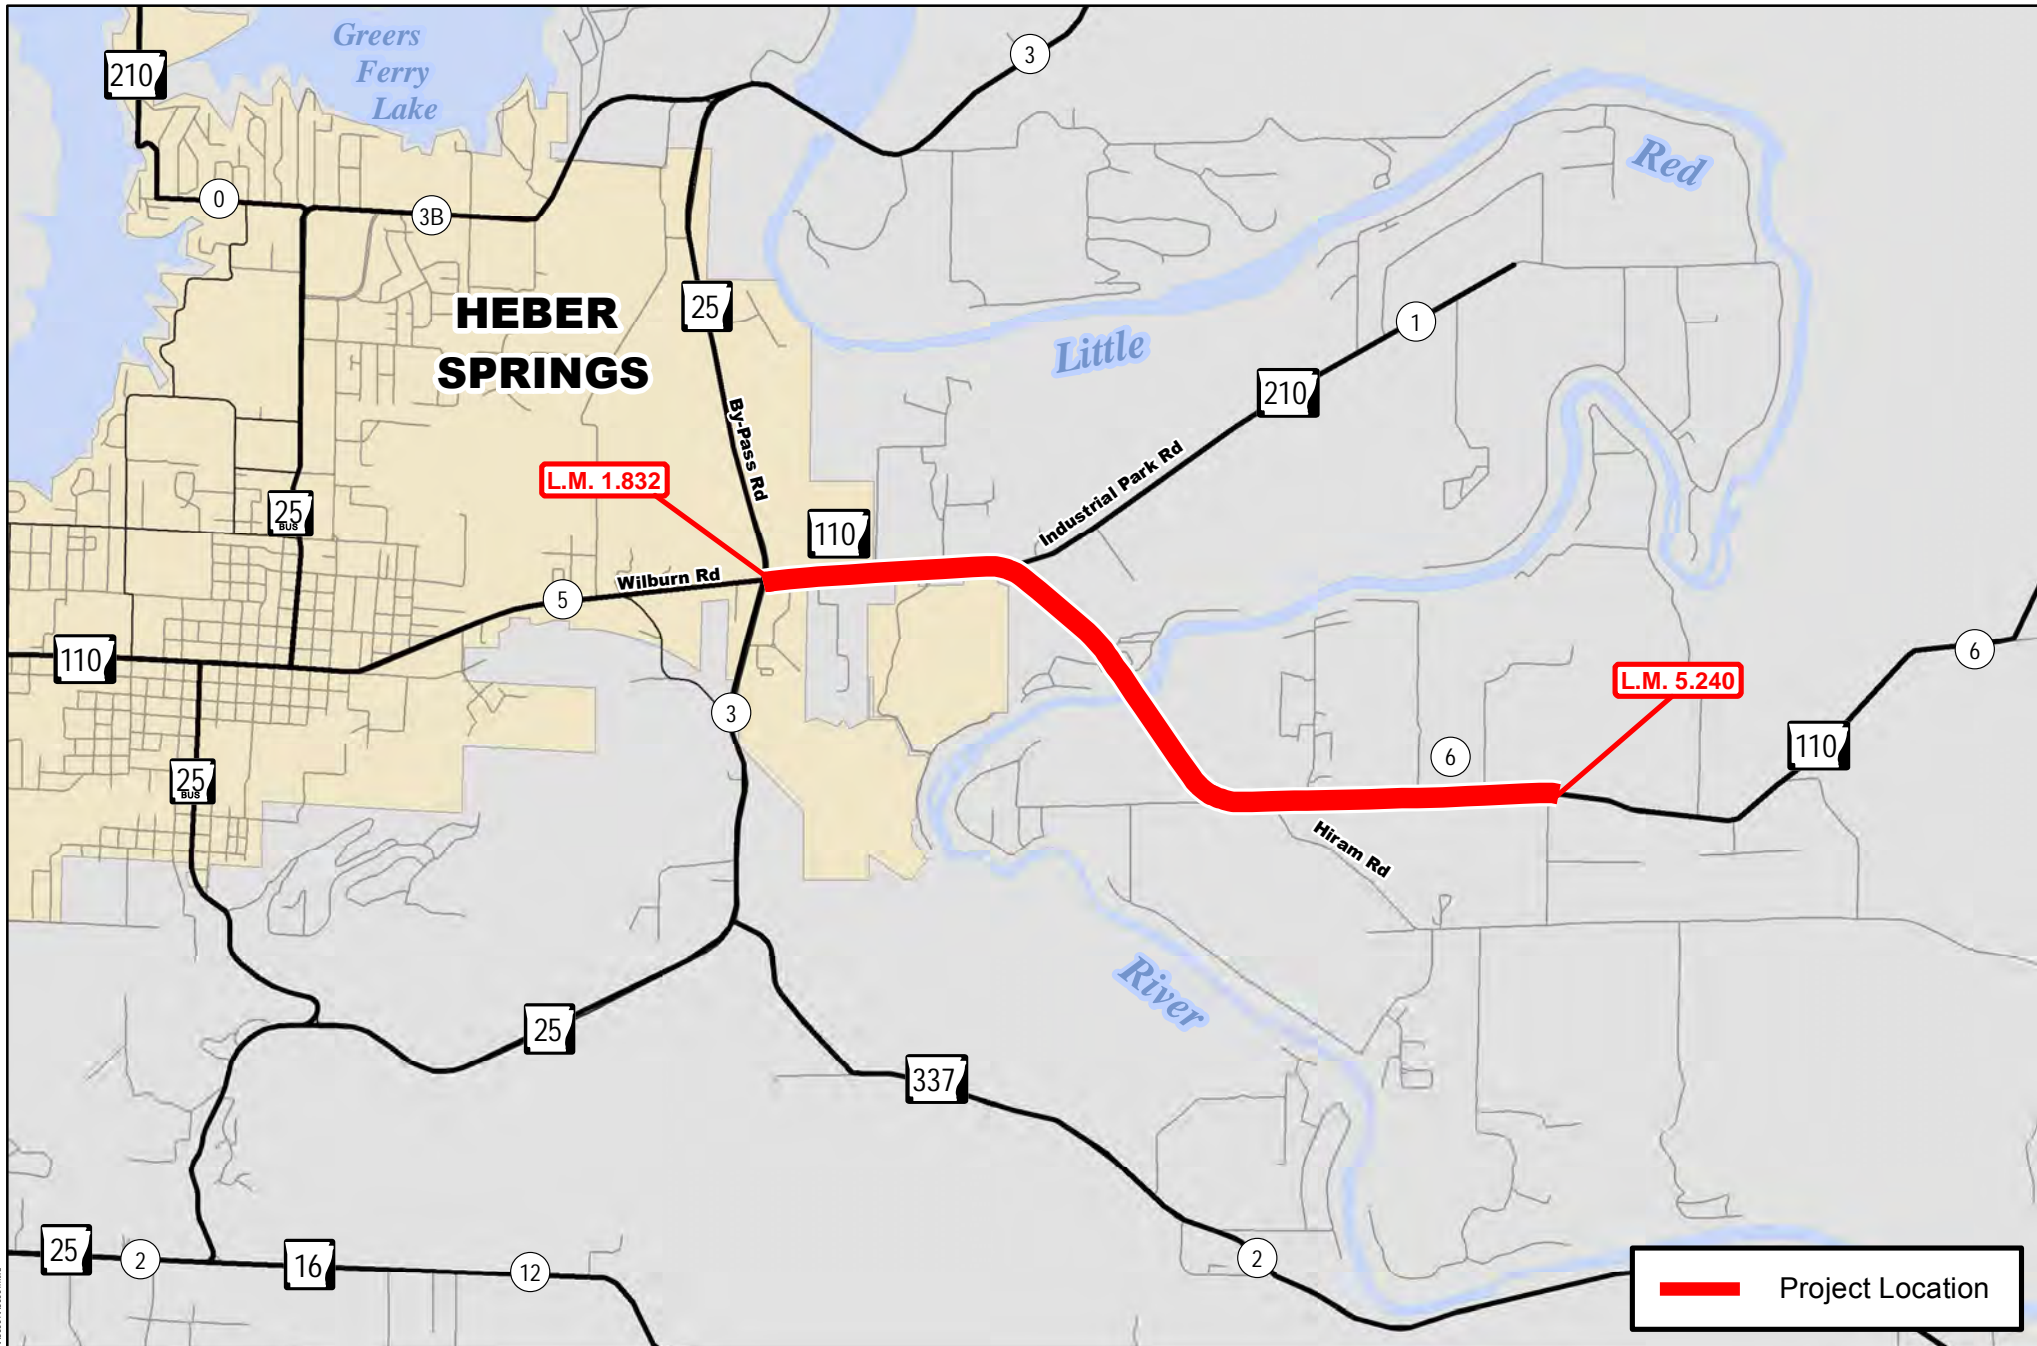 Greers
Ferry
Lake
210
3
Red
0
3B
HEBER
SPRINGS
25
Little
1
210
By-Pass Rd
L.M. 1.832
Industrial Park Rd
25
BUS
110
Wilburn Rd
5
110
6
L.M. 5.240
3
110
6
25
BUS
Hiram Rd
River
25
337
25
2
16
12
2
Project Location